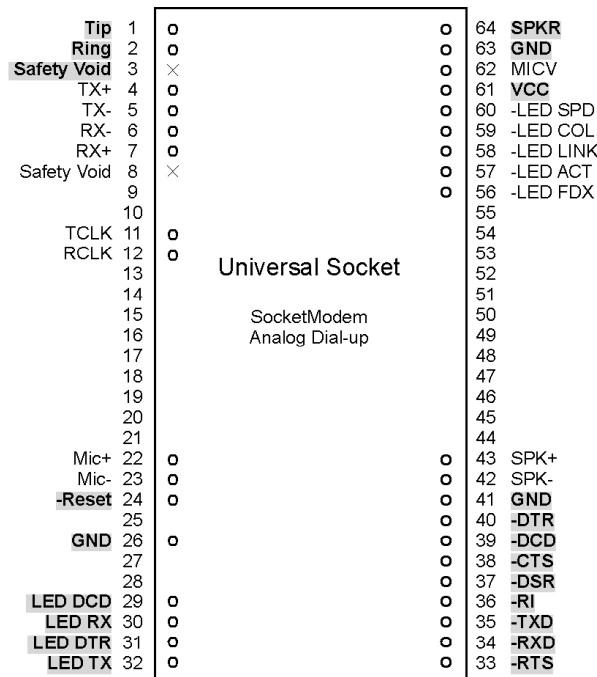 Tip 1 64 SPKR
Ring 2 63 GND
Safety Void 3 62 MICV
TX+ 4 61 VCC
TX- 5 60 -LED SPD
RX- 6 59 -LED COL
RX+ 7 58 -LED LINK
Safety Void 8 57 -LED ACT
9 56 -LED FDX
10 55
TCLK 11 54
RCLK 12 53
13 Universal Socket 52
14 51
15 SocketModem 50
16 Analog Dial-up 49
17 48
18 47
19 46
20 45
21 44
Mic+ 22 43 SPK+
Mic- 23 42 SPK-
-Reset 24 41 GND
25 40 -DTR
GND 26 39 -DCD
27 38 -CTS
28 37 -DSR
LED DCD 29 36 -RI
LED RX 30 35 -TXD
LED DTR 31 34 -RXD
LED TX 32 33 -RTS